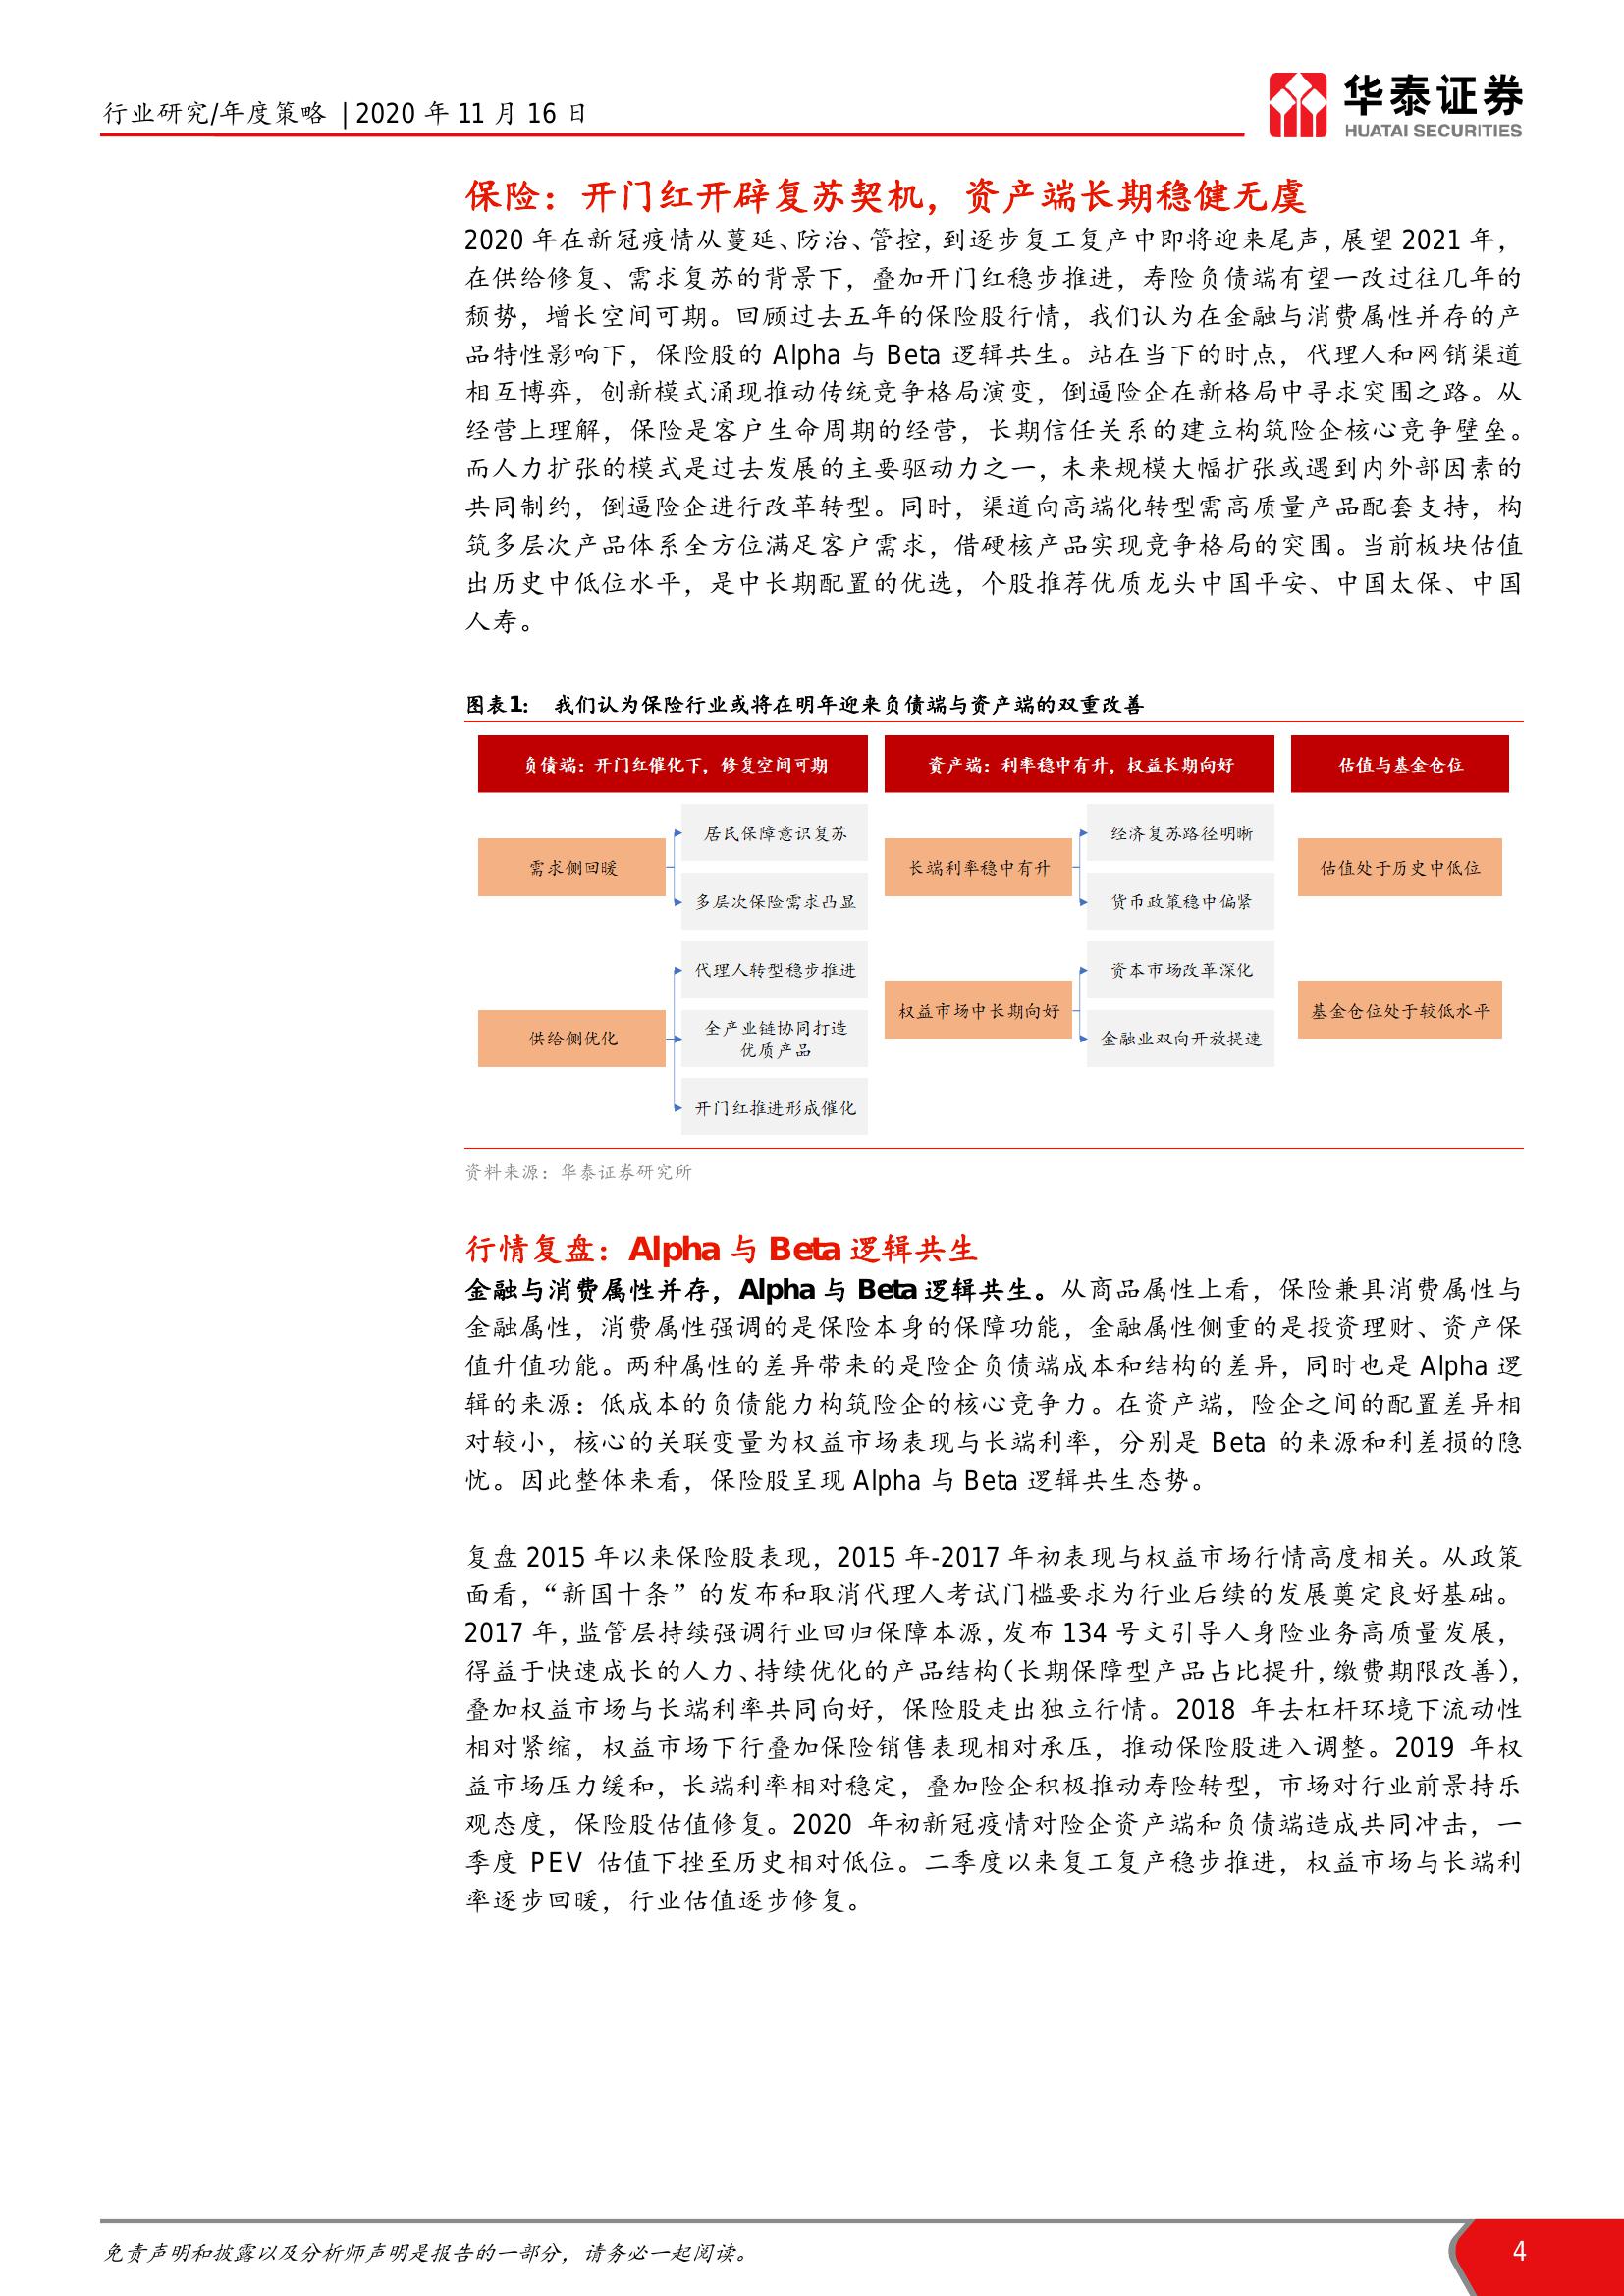 行业研究/年度策略 | 2020 年 11 月 16 日
华泰证券
HUATAI SECURITIES
保险：开门红开辟复苏契机，资产端长期稳健无虞
2020 年在新冠疫情从蔓延、防治、管控，到逐步复工复产中即将迎来尾声，展望 2021 年，
在供给修复、需求复苏的背景下，叠加开门红稳步推进，寿险负债端有望一改过往几年的
颓势，增长空间可期。回顾过去五年的保险股行情，我们认为在金融与消费属性并存的产
品特性影响下，保险股的 Alpha 与 Beta 逻辑共生。站在当下的时点，代理人和网销渠道
相互博弈，创新模式涌现推动传统竞争格局演变，倒逼险企在新格局中寻求突围之路。从
经营上理解，保险是客户生命周期的经营，长期信任关系的建立构筑险企核心竞争壁垒。
而人力扩张的模式是过去发展的主要驱动力之一，未来规模大幅扩张或遇到内外部因素的
共同制约，倒逼险企进行改革转型。同时，渠道向高端化转型需高质量产品配套支持，构
筑多层次产品体系全方位满足客户需求，借硬核产品实现竞争格局的突围。当前板块估值
出历史中低位水平，是中长期配置的优选，个股推荐优质龙头中国平安、中国太保、中国
人寿。
图表1： 我们认为保险行业或将在明年迎来负债端与资产端的双重改善
负债端：开门红催化下，修复空间可期
需求侧回暖
居民保障意识复苏
多层次保险需求凸显
供给侧优化
代理人转型稳步推进
全产业链协同打造
优质产品
开门红推进形成催化
资产端：利率稳中有升，权益长期向好
长端利率稳中有升
经济复苏路径明晰
货币政策稳中偏紧
权益市场中长期向好
资本市场改革深化
金融业双向开放提速
估值与基金仓位
估值处于历史中低位
基金仓位处于较低水平
资料来源：华泰证券研究所
行情复盘：Alpha 与 Beta 逻辑共生
金融与消费属性并存，Alpha 与 Beta 逻辑共生。从商品属性上看，保险兼具消费属性与
金融属性，消费属性强调的是保险本身的保障功能，金融属性侧重的是投资理财、资产保
值升值功能。两种属性的差异带来的是险企负债端成本和结构的差异，同时也是 Alpha 逻
辑的来源：低成本的负债能力构筑险企的核心竞争力。在资产端，险企之间的配置差异相
对较小，核心的关联变量为权益市场表现与长端利率，分别是 Beta 的来源和利差损的隐
忧。因此整体来看，保险股呈现 Alpha 与 Beta 逻辑共生态势。
复盘 2015 年以来保险股表现，2015 年-2017 年初表现与权益市场行情高度相关。从政策
面看，“新国十条”的发布和取消代理人考试门槛要求为行业后续的发展奠定良好基础。
2017 年，监管层持续强调行业回归保障本源，发布 134 号文引导人身险业务高质量发展，
得益于快速成长的人力、持续优化的产品结构（长期保障型产品占比提升，缴费期限改善），
叠加权益市场与长端利率共同向好，保险股走出独立行情。2018 年去杠杆环境下流动性
相对紧缩，权益市场下行叠加保险销售表现相对承压，推动保险股进入调整。2019 年权
益市场压力缓和，长端利率相对稳定，叠加险企积极推动寿险转型，市场对行业前景持乐
观态度，保险股估值修复。2020 年初新冠疫情对险企资产端和负债端造成共同冲击，一
季度 PEV 估值下挫至历史相对低位。二季度以来复工复产稳步推进，权益市场与长端利
率逐步回暖，行业估值逐步修复。
免责声明和披露以及分析师声明是报告的一部分，请务必一起阅读。
4